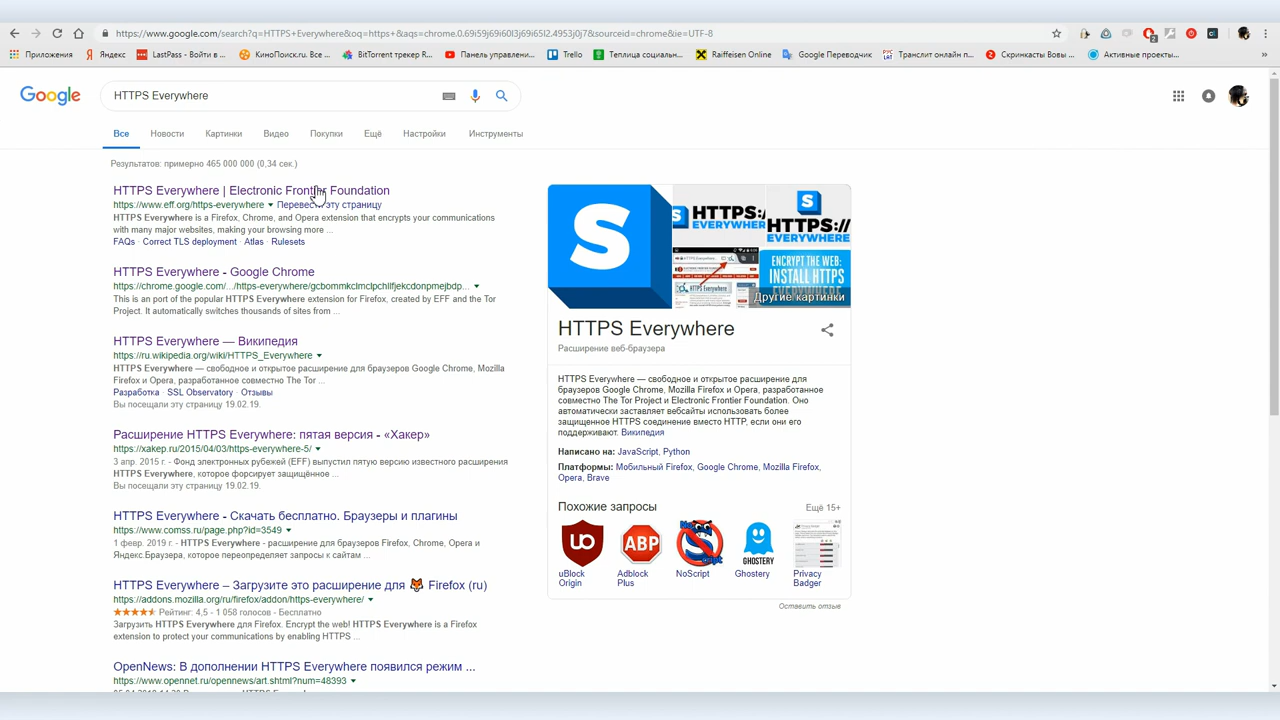 https://www.google.com/search?q=HTTPS+Everywhere&oq=https+&aqs=chrome.0.69i59j69i60l3j69i65l2.4953j0j7&sourceid=chrome&ie=UTF-8
Приложения Яндекс LastPass - Войти в ... КиноПоиск.ru. Все ... BitTorrent трекер R... Панель управлени... Trello Теплица социальн... Raiffeisen Online Google Переводчик Транслит онлайн п... Скринкасты Вовы ... Активные проекты...
Google HTTPS Everywhere
Все Новости Картинки Видео Покупки Ещё Настройки Инструменты
Результатов: примерно 465 000 000 (0,34 сек.)
HTTPS Everywhere | Electronic Frontier Foundation
https://www.eff.org/https-everywhere Перевести эту страницу
HTTPS Everywhere is a Firefox, Chrome, and Opera extension that encrypts your communications
with many major websites, making your browsing more ...
FAQs · Correct TLS deployment · Atlas · Rulesets
HTTPS Everywhere - Google Chrome
https://chrome.google.com/.../https-everywhere/gcbommkclmclpchllfjekcdonpmejbdp...
This is an port of the popular HTTPS Everywhere extension for Firefox, created by EFF and the Tor
Project. It automatically switches thousands of sites from ...
HTTPS Everywhere — Википедия
https://ru.wikipedia.org/wiki/HTTPS_Everywhere
HTTPS Everywhere — свободное и открытое расширение для браузеров Google Chrome, Mozilla
Firefox и Opera, разработанное совместно The Tor ...
Разработка · SSL Observatory · Отзывы
Вы посещали эту страницу 19.02.19.
Расширение HTTPS Everywhere: пятая версия - «Хакер»
https://xakep.ru/2015/04/03/https-everywhere-5/
3 апр. 2015 г. - Фонд электронных рубежей (EFF) выпустил пятую версию известного расширения
HTTPS Everywhere, которое форсирует защищённое ...
Вы посещали эту страницу 19.02.19.
HTTPS Everywhere - Скачать бесплатно. Браузеры и плагины
https://www.comss.ru/page.php?id=3549
1 февр. 2019 г. - HTTPS Everywhere - расширение для браузеров Firefox, Chrome, Opera и
Яндекс.Браузера, которое переопределяет запросы к сайтам ...
HTTPS Everywhere – Загрузите это расширение для Firefox (ru)
https://addons.mozilla.org/ru/firefox/addon/https-everywhere/
Рейтинг: 4,5 - 1 058 голосов - Бесплатно
Загрузить HTTPS Everywhere для Firefox. Encrypt the web! HTTPS Everywhere is a Firefox
extension to protect your communications by enabling HTTPS ...
OpenNews: В дополнении HTTPS Everywhere появился режим ...
https://www.opennet.ru/opennews/art.shtml?num=48393
S
HTTPS:/
EVERYWHERE
HTTPS://
EVERYWHERE
ENCRYPT THE WEB:
INSTALL HTTPS
Другие картинки
HTTPS Everywhere
Расширение веб-браузера
HTTPS Everywhere — свободное и открытое расширение для
браузеров Google Chrome, Mozilla Firefox и Opera, разработанное
совместно The Tor Project и Electronic Frontier Foundation. Оно
автоматически заставляет вебсайты использовать более
защищенное HTTPS соединение вместо HTTP, если они его
поддерживают. Википедия
Написано на: JavaScript, Python
Платформы: Мобильный Firefox, Google Chrome, Mozilla Firefox,
Opera, Brave
Похожие запросы Ещё 15+
ABP
uBlock Origin
Adblock Plus
NoScript
Ghostery
Privacy Badger
Оставить отзыв